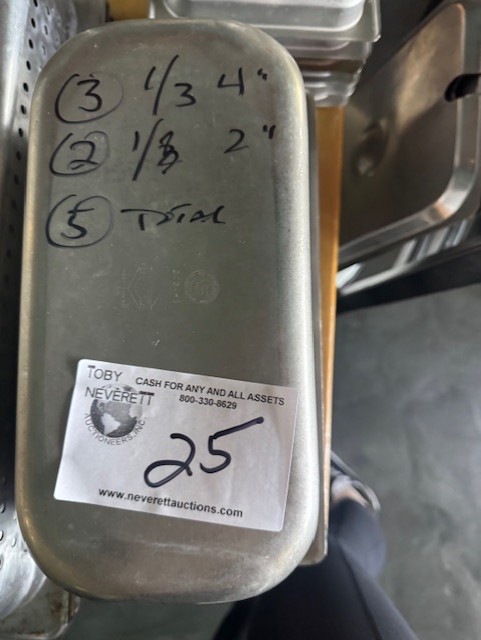 (3) 1/3 4"
(2) 1/3 2"
(5) Total
TOBY
NEVERETT
AUCTIONEERS, INC.
CASH FOR ANY AND ALL ASSETS
800-330-8629
25
www.neverettauctions.com